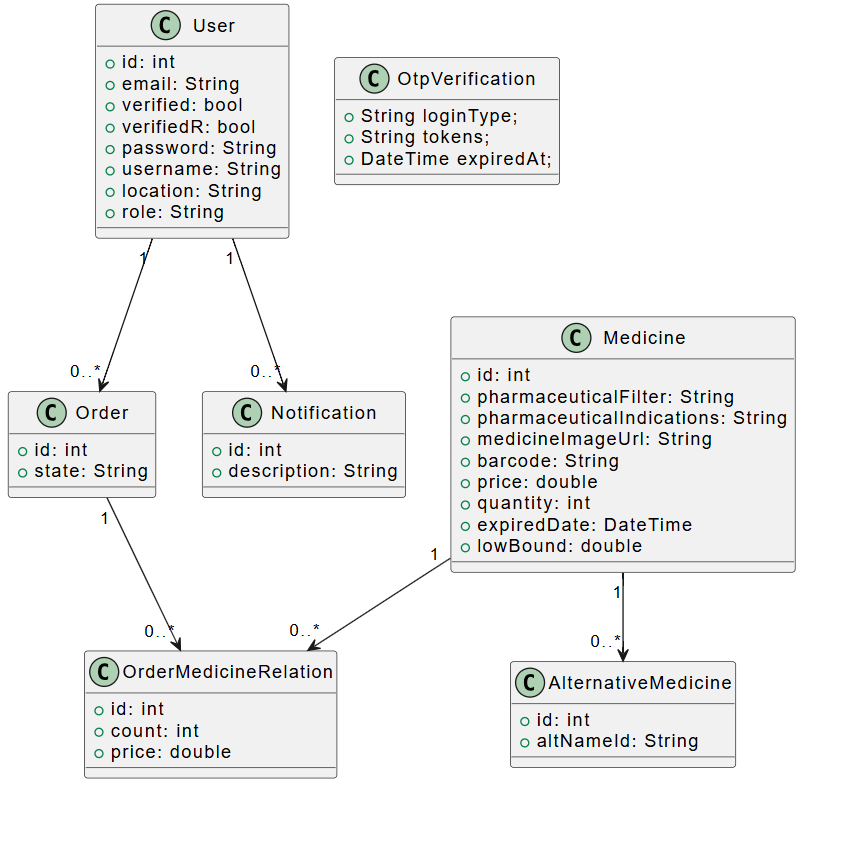 C User
id: int
email: String
verified: bool
verifiedR: bool
password: String
username: String
location: String
role: String
C OtpVerification
String loginType;
String tokens;
DateTime expiredAt;
1
1
0..*
0..*
C Order
id: int
state: String
C Notification
id: int
description: String
C Medicine
id: int
pharmaceuticalFilter: String
pharmaceuticalIndications: String
medicineImageUrl: String
barcode: String
price: double
quantity: int
expiredDate: DateTime
lowBound: double
1
1
1
0..*
0..*
0..*
C OrderMedicineRelation
id: int
count: int
price: double
C AlternativeMedicine
id: int
altNameId: String